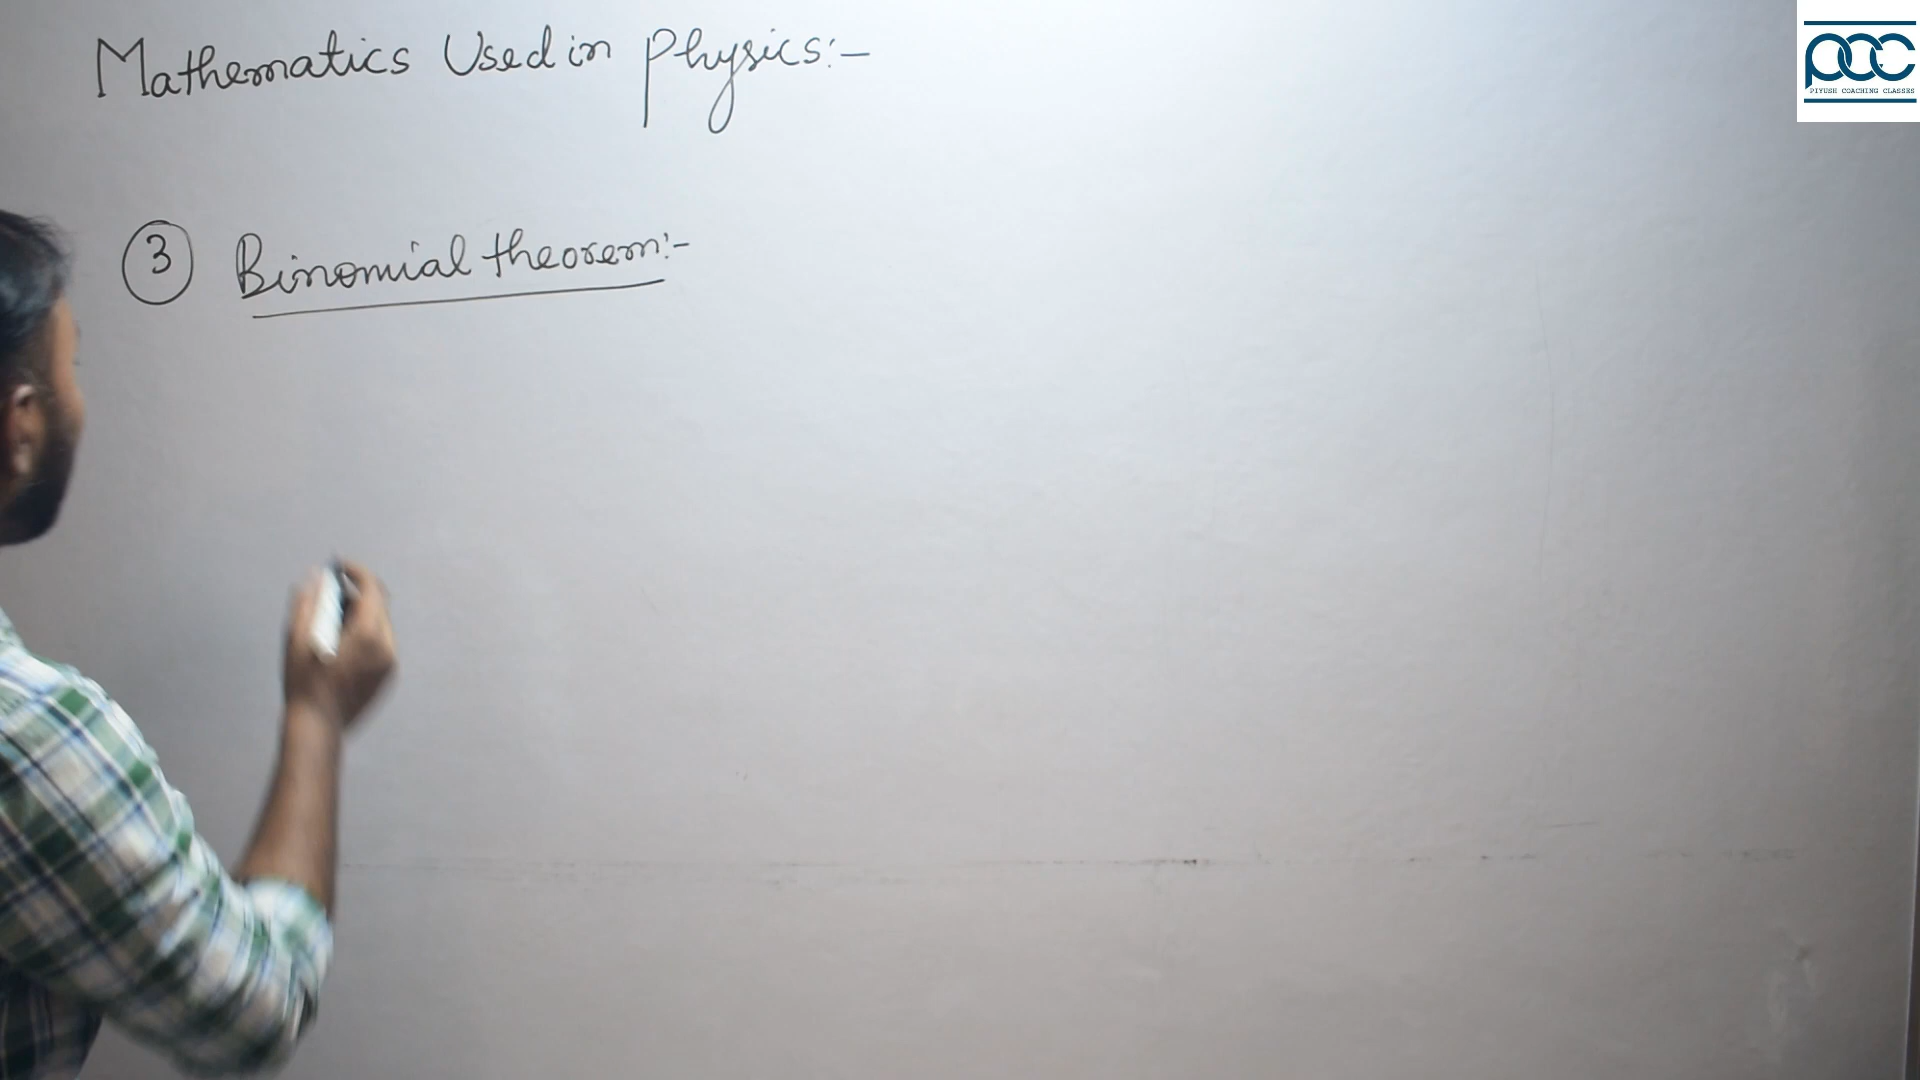 Mathematics Used in Physics:-
PCC
PIYUSH COACHING CLASSES
③ Binomial theorem:-